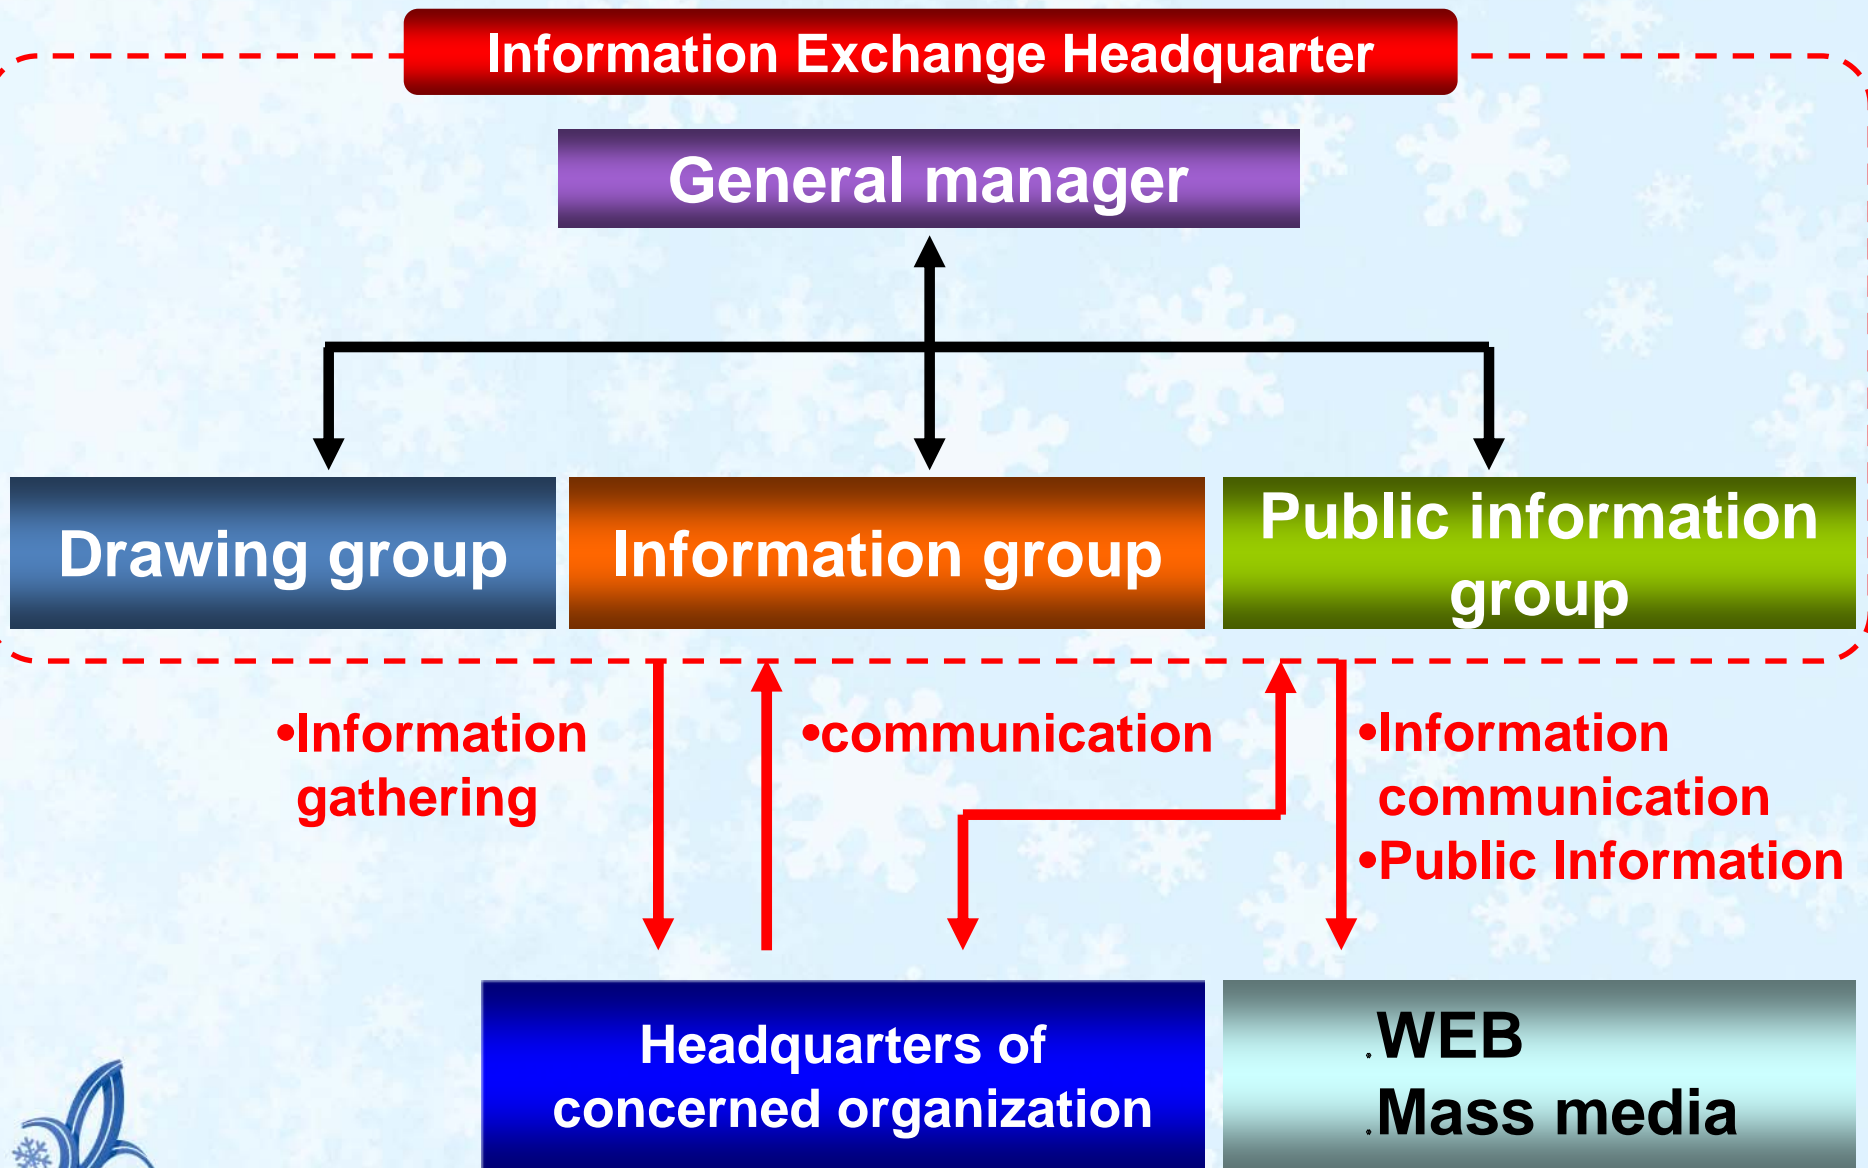 Information Exchange Headquarter
General manager
Drawing group
Information group
Public information
group
•Information
gathering
•communication
•Information
communication
•Public Information
Headquarters of
concerned organization
.WEB
.Mass media